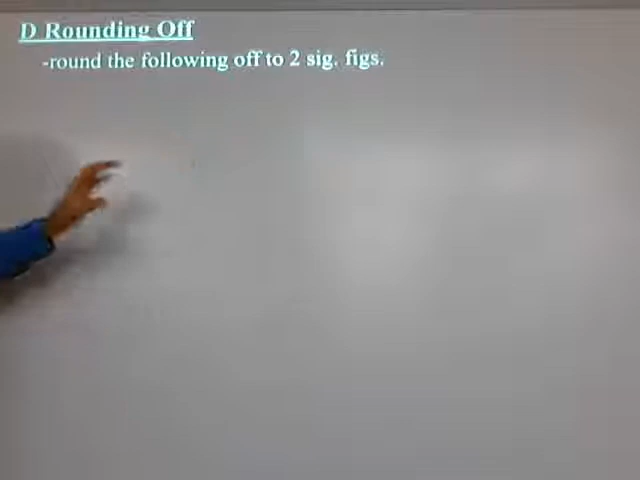 D Rounding Off
-round the following off to 2 sig. figs.